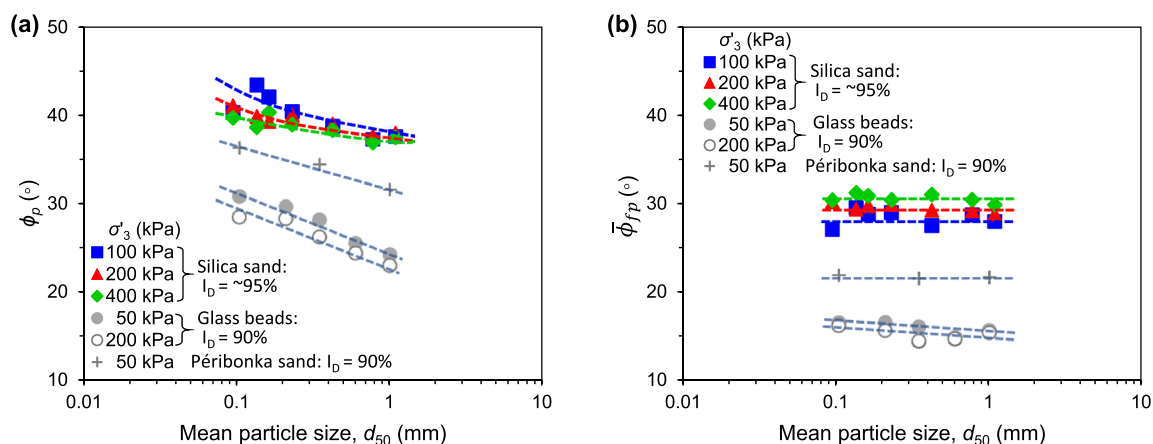 (a)
50
40
30
20
10
ϕp (°)
σ'3 (kPa)
100 kPa
200 kPa
400 kPa
Silica sand:
ID = ~95%
50 kPa
200 kPa
Glass beads:
ID = 90%
50 kPa Péribonka sand: ID = 90%
0.01 0.1 1 10
Mean particle size, d50 (mm)
(b)
50
40
30
20
10
ϕ̅fp (°)
σ'3 (kPa)
100 kPa
200 kPa
400 kPa
Silica sand:
ID = ~95%
50 kPa
200 kPa
Glass beads:
ID = 90%
50 kPa Péribonka sand: ID = 90%
0.01 0.1 1 10
Mean particle size, d50 (mm)